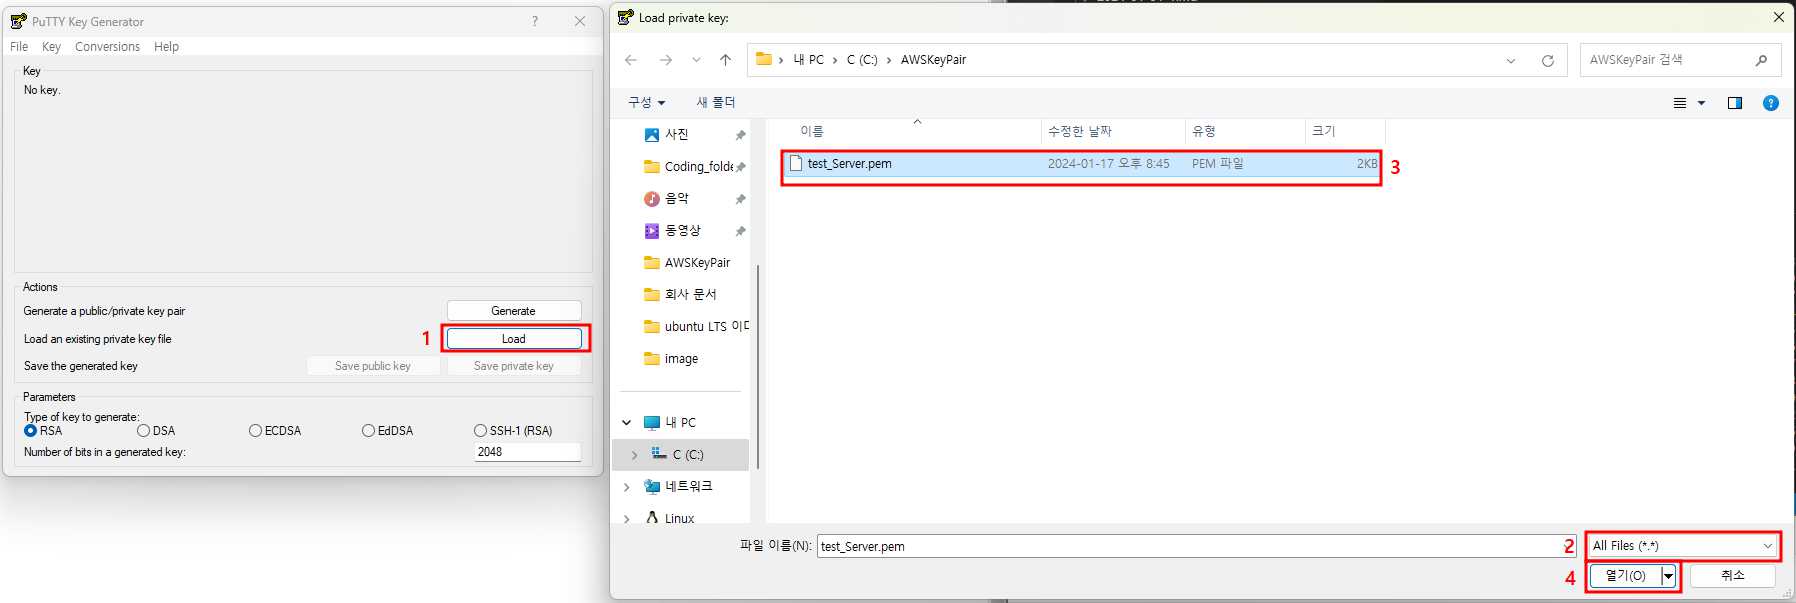 PuTTY Key Generator
File Key Conversions Help
Key
No key.
Actions
Generate a public/private key pair
Generate
Load an existing private key file
1
Load
Save the generated key
Save public key
Save private key
Parameters
Type of key to generate:
RSA DSA ECDSA EdDSA SSH-1 (RSA)
Number of bits in a generated key:
2048
Load private key:
내 PC > C (C:) > AWSKeyPair
AWSKeyPair 검색
구성 새 폴더
사진
Coding_folde
음악
동영상
AWSKeyPair
회사 문서
ubuntu LTS 이미
image
내 PC
C (C:)
네트워크
Linux
이름 수정한 날짜 유형 크기
test_Server.pem 2024-01-17 오후 8:45 PEM 파일 2KB
3
파일 이름(N): test_Server.pem
2
All Files (*.*)
4
열기(O)
취소